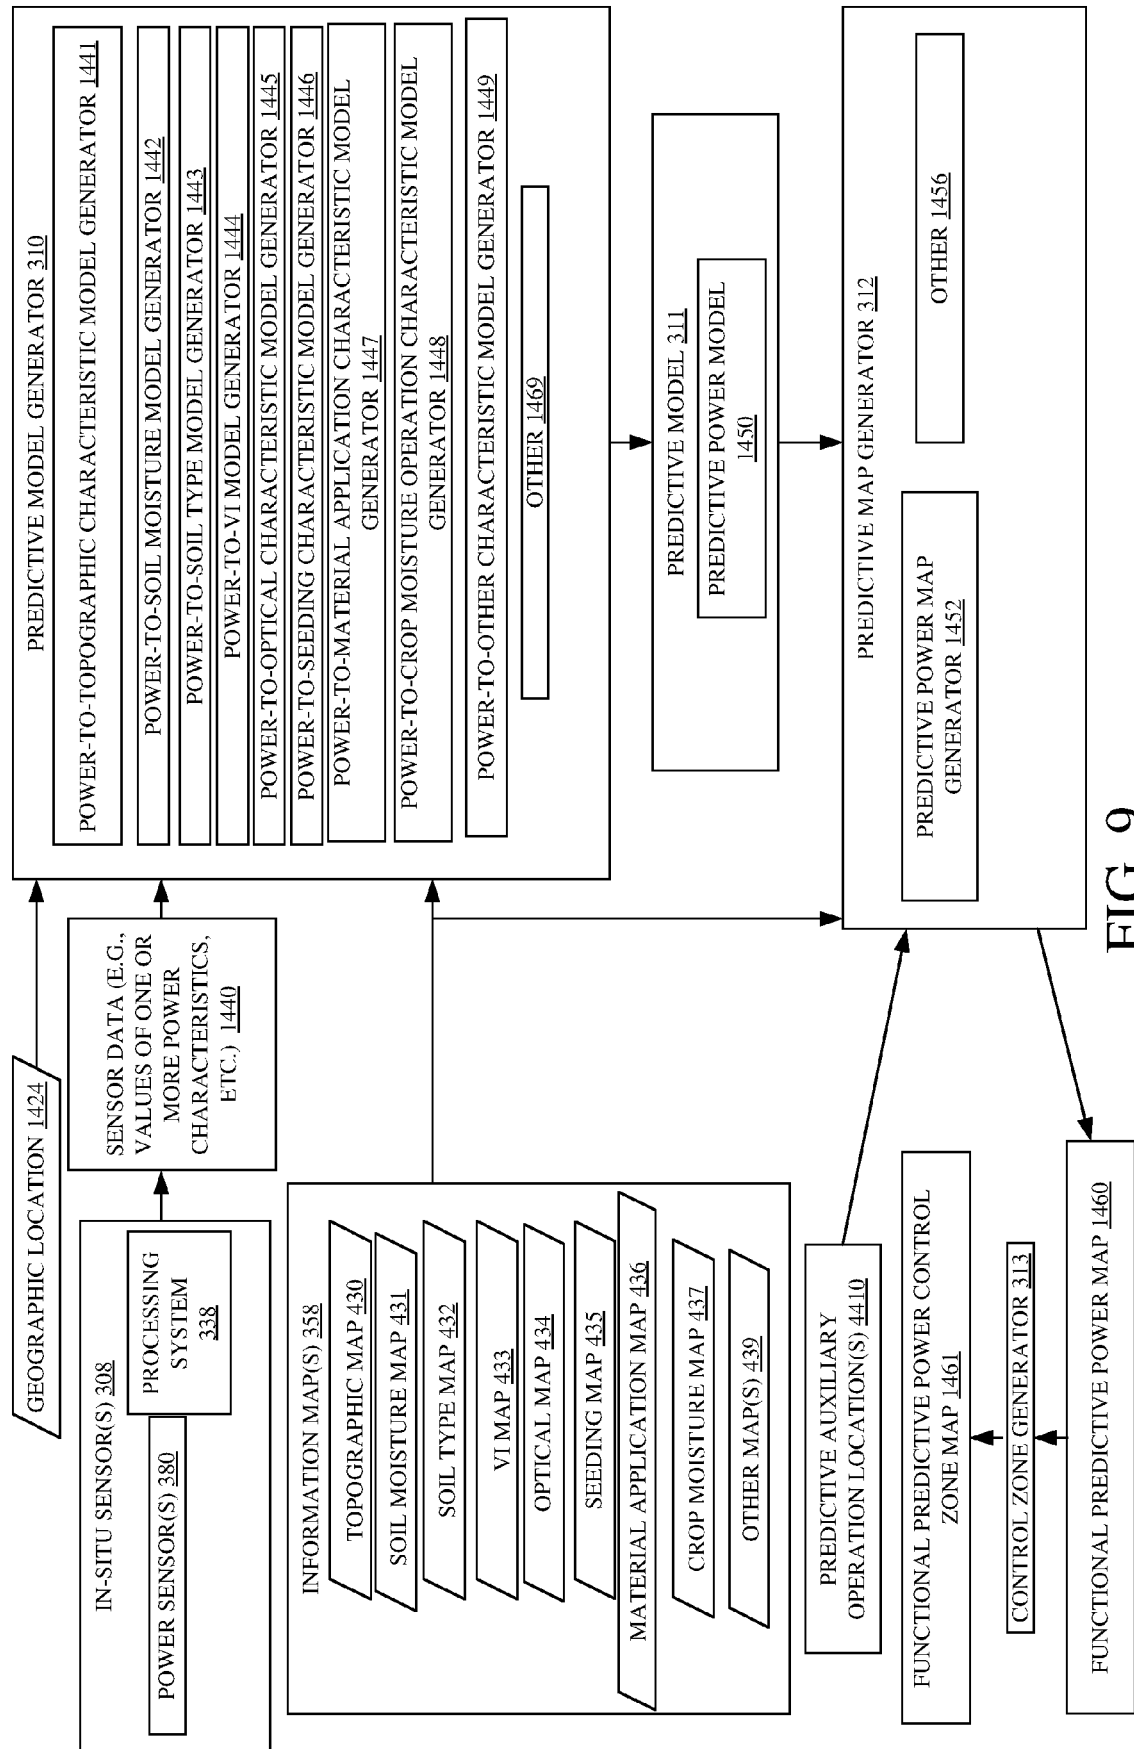 GEOGRAPHIC LOCATION 1424
IN-SITU SENSOR(S) 308
POWER SENSOR(S) 380
PROCESSING
SYSTEM
338
SENSOR DATA (E.G.,
VALUES OF ONE OR
MORE POWER
CHARACTERISTICS,
ETC.) 1440
PREDICTIVE MODEL GENERATOR 310
POWER-TO-TOPOGRAPHIC CHARACTERISTIC MODEL GENERATOR 1441
POWER-TO-SOIL MOISTURE MODEL GENERATOR 1442
POWER-TO-SOIL TYPE MODEL GENERATOR 1443
POWER-TO-VI MODEL GENERATOR 1444
POWER-TO-OPTICAL CHARACTERISTIC MODEL GENERATOR 1445
POWER-TO-SEEDING CHARACTERISTIC MODEL GENERATOR 1446
POWER-TO-MATERIAL APPLICATION CHARACTERISTIC MODEL
GENERATOR 1447
POWER-TO-CROP MOISTURE OPERATION CHARACTERISTIC MODEL
GENERATOR 1448
POWER-TO-OTHER CHARACTERISTIC MODEL GENERATOR 1449
OTHER 1469
INFORMATION MAP(S) 358
TOPOGRAPHIC MAP 430
SOIL MOISTURE MAP 431
SOIL TYPE MAP 432
VI MAP 433
OPTICAL MAP 434
SEEDING MAP 435
MATERIAL APPLICATION MAP 436
CROP MOISTURE MAP 437
OTHER MAP(S) 439
PREDICTIVE MODEL 311
PREDICTIVE POWER MODEL
1450
PREDICTIVE AUXILIARY
OPERATION LOCATION(S) 4410
PREDICTIVE MAP GENERATOR 312
PREDICTIVE POWER MAP
GENERATOR 1452
OTHER 1456
FUNCTIONAL PREDICTIVE POWER CONTROL
ZONE MAP 1461
CONTROL ZONE GENERATOR 313
FUNCTIONAL PREDICTIVE POWER MAP 1460
FIG. 9